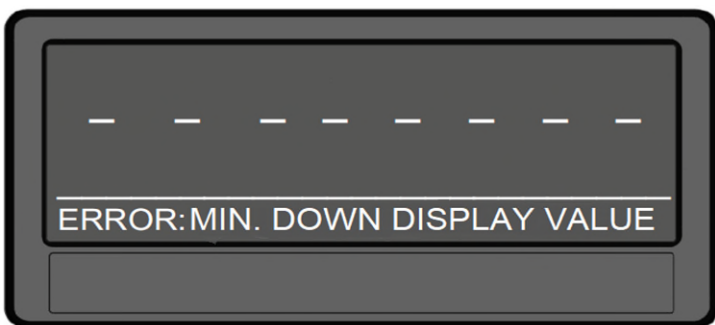 - - - - - - - -
ERROR: MIN. DOWN DISPLAY VALUE